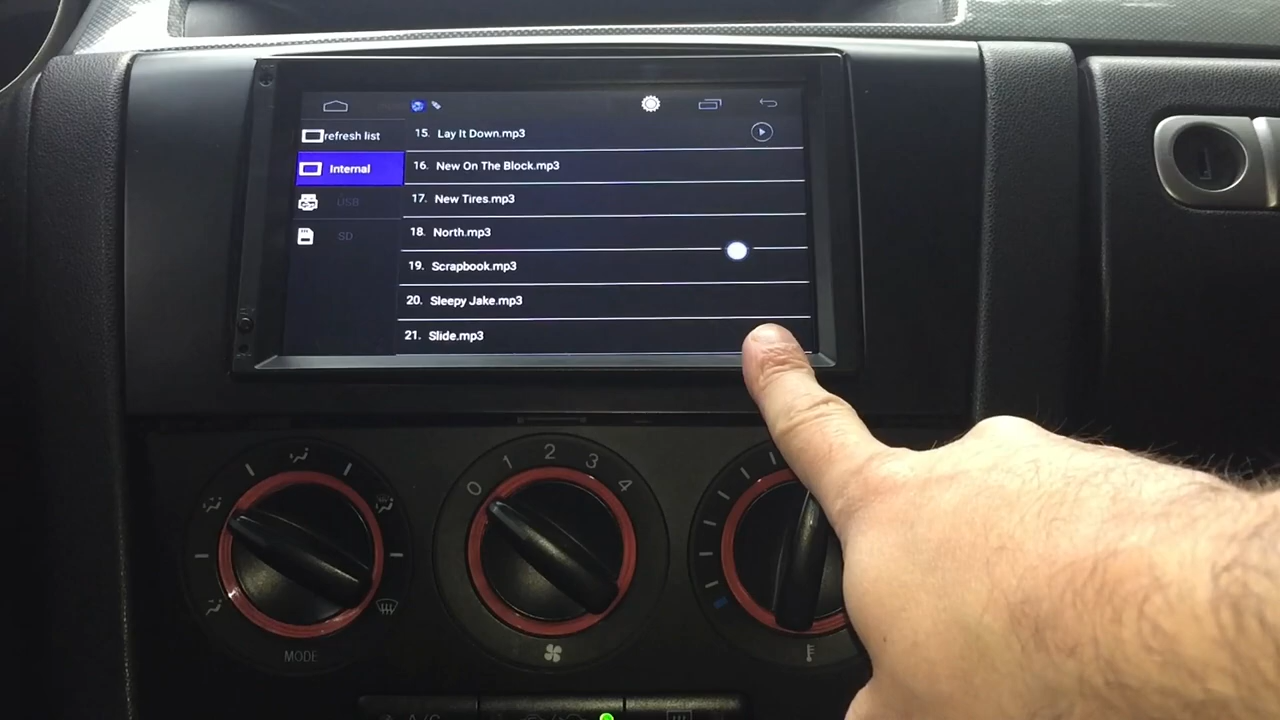 refresh list
Internal
USB
SD
15. Lay It Down.mp3
16. New On The Block.mp3
17. New Tires.mp3
18. North.mp3
19. Scrapbook.mp3
20. Sleepy Jake.mp3
21. Slide.mp3
0 1 2 3 4
MODE
A/C